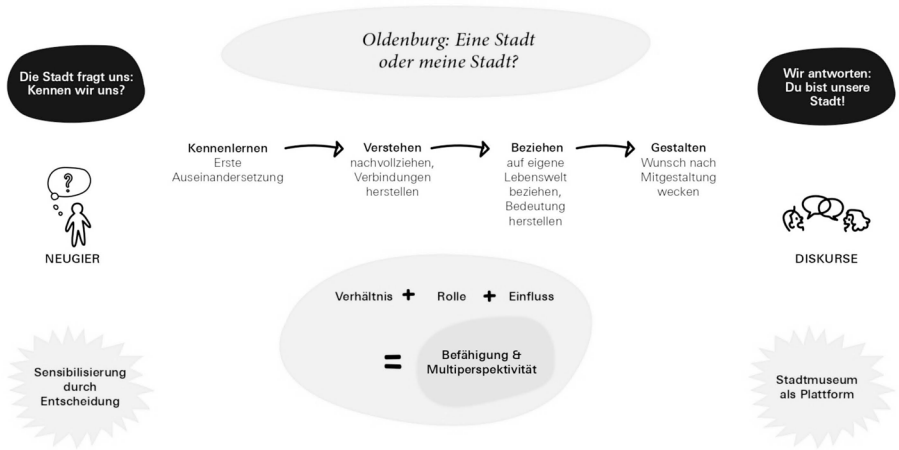 Oldenburg: Eine Stadt
oder meine Stadt?
Die Stadt fragt uns:
Kennen wir uns?
Wir antworten:
Du bist unsere
Stadt!
Kennenlernen
Erste
Auseinandersetzung
Verstehen
nachvollziehen,
Verbindungen
herstellen
Beziehen
auf eigene
Lebenswelt
beziehen,
Bedeutung
herstellen
Gestalten
Wunsch nach
Mitgestaltung
wecken
?
NEUGIER
DISKURSE
Verhältnis + Rolle + Einfluss
= Befähigung &
Multiperspektivität
Sensibilisierung
durch
Entscheidung
Stadtmuseum
als Plattform